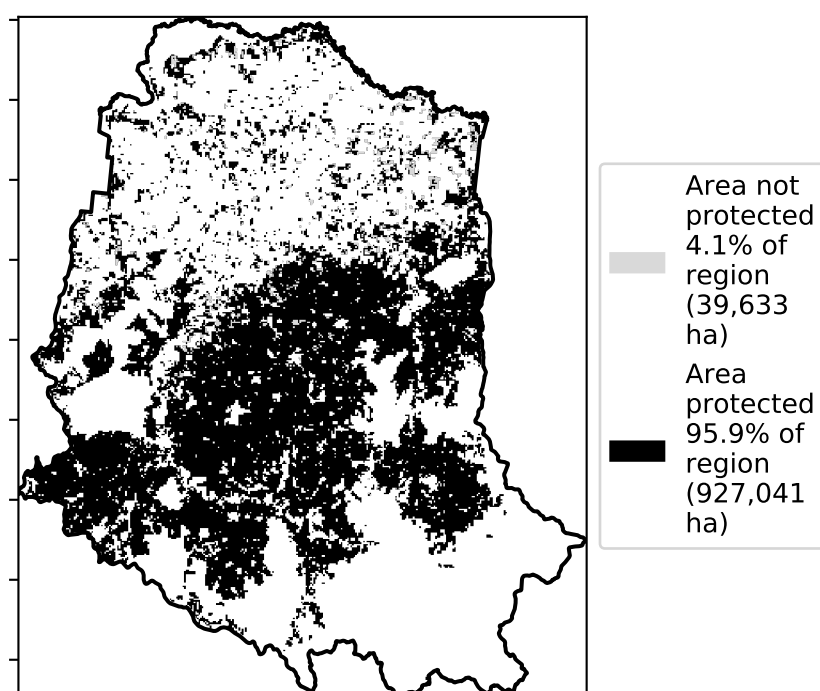 Area not
protected
4.1% of
region
(39,633
ha)
Area
protected
95.9% of
region
(927,041
ha)